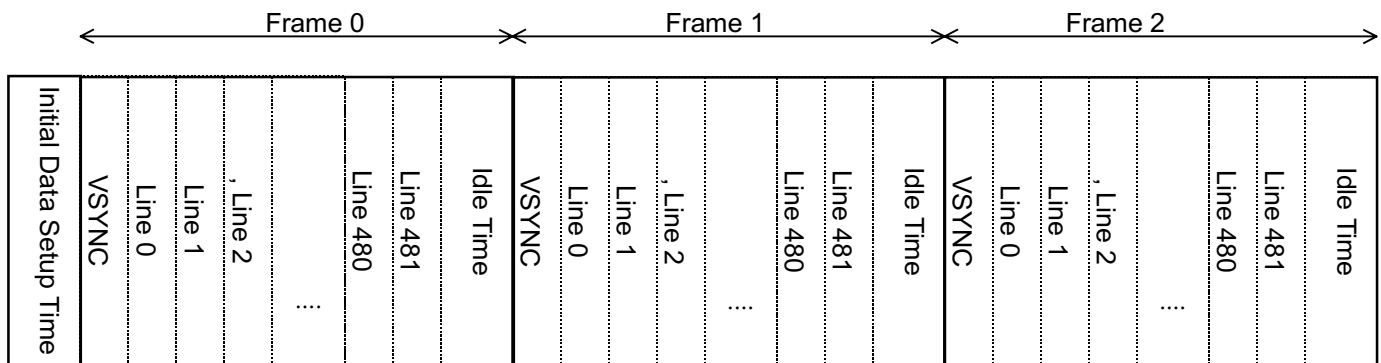 Frame 0
Frame 1
Frame 2
Initial Data Setup Time
VSYNC
Line 0
Line 1
, Line 2
....
Line 480
Line 481
Idle Time
VSYNC
Line 0
Line 1
, Line 2
....
Line 480
Line 481
Idle Time
VSYNC
Line 0
Line 1
, Line 2
....
Line 480
Line 481
Idle Time